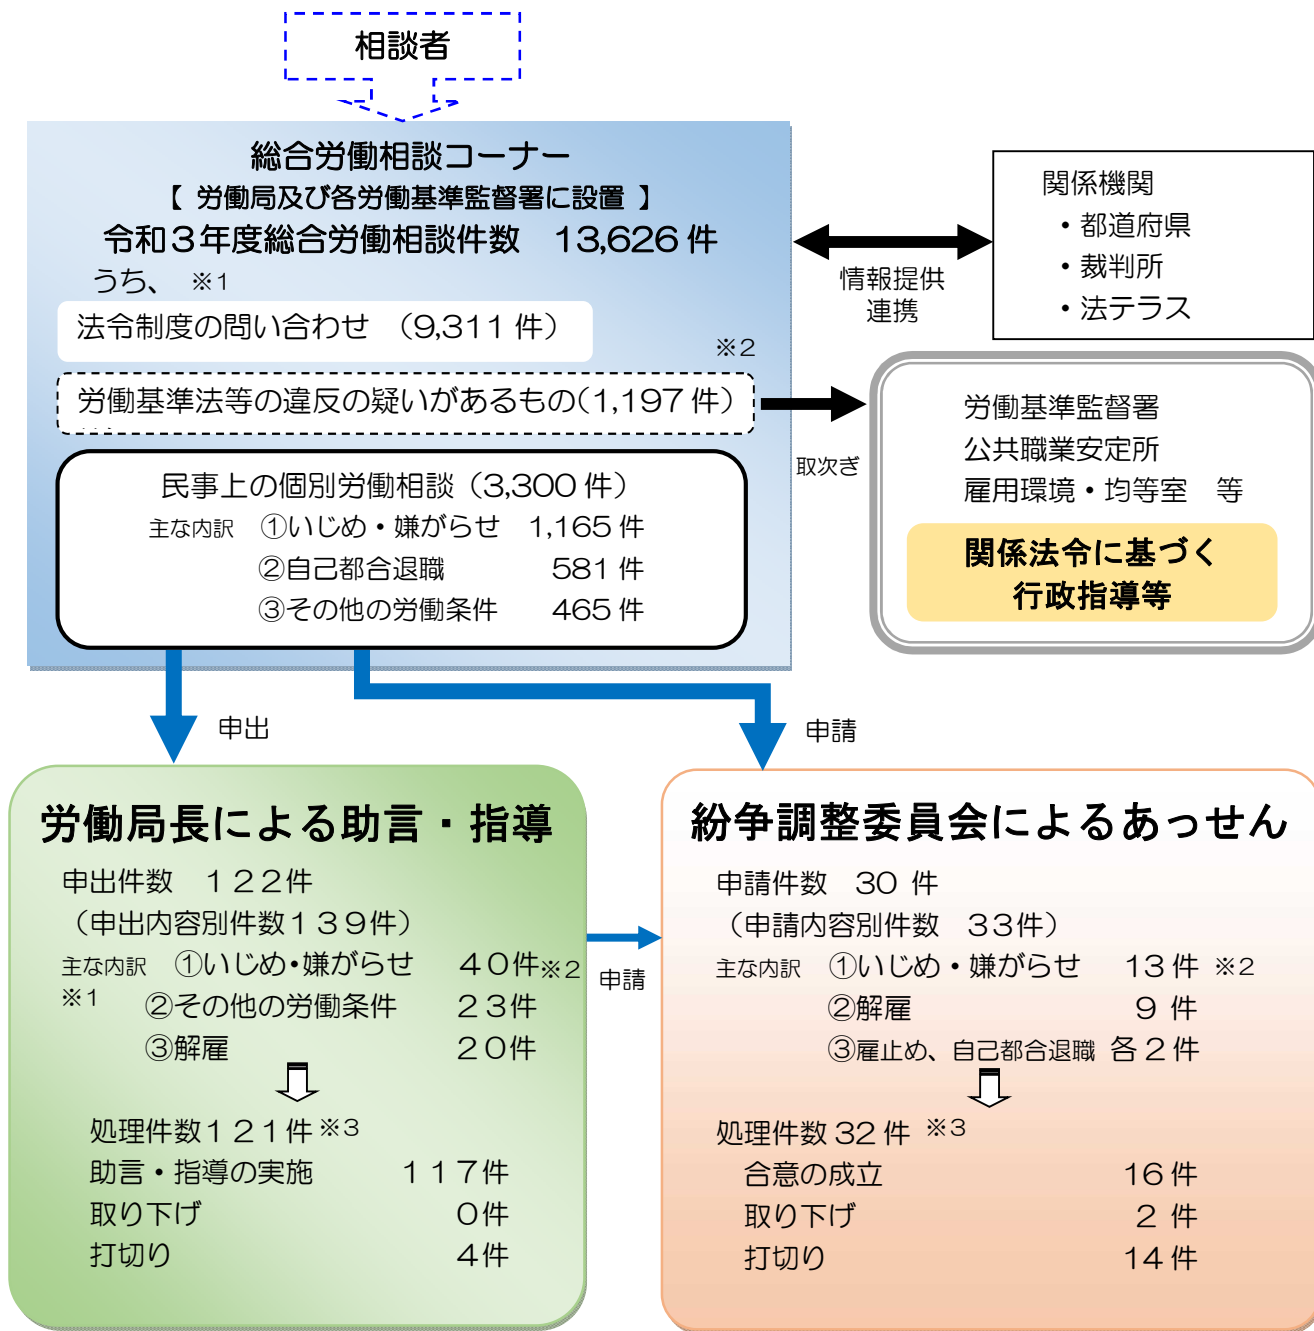 相談者
総合労働相談コーナー
【 労働局及び各労働基準監督署に設置 】
令和３年度総合労働相談件数　13,626 件
うち、 ※1
法令制度の問い合わせ （9,311 件）
※2
労働基準法等の違反の疑いがあるもの(1,197 件)
民事上の個別労働相談（3,300 件）
主な内訳 ①いじめ・嫌がらせ 1,165 件
②自己都合退職 581 件
③その他の労働条件 465 件
情報提供
連携
関係機関
・都道府県
・裁判所
・法テラス
取次ぎ
労働基準監督署
公共職業安定所
雇用環境・均等室　等
関係法令に基づく
行政指導等
申出
申請
労働局長による助言・指導
申出件数　１２２件
（申出内容別件数１３９件）
主な内訳 ①いじめ・嫌がらせ ４０件※2
※1 ②その他の労働条件 ２３件
③解雇 ２０件
処理件数１２１件 ※3
助言・指導の実施 １１７件
取り下げ ０件
打切り ４件
申請
紛争調整委員会によるあっせん
申請件数　30 件
（申請内容別件数　33件）
主な内訳 ①いじめ・嫌がらせ 13 件 ※2
②解雇 9 件
③雇止め、自己都合退職 各２件
処理件数 32 件 ※3
合意の成立 16 件
取り下げ 2 件
打切り 14 件